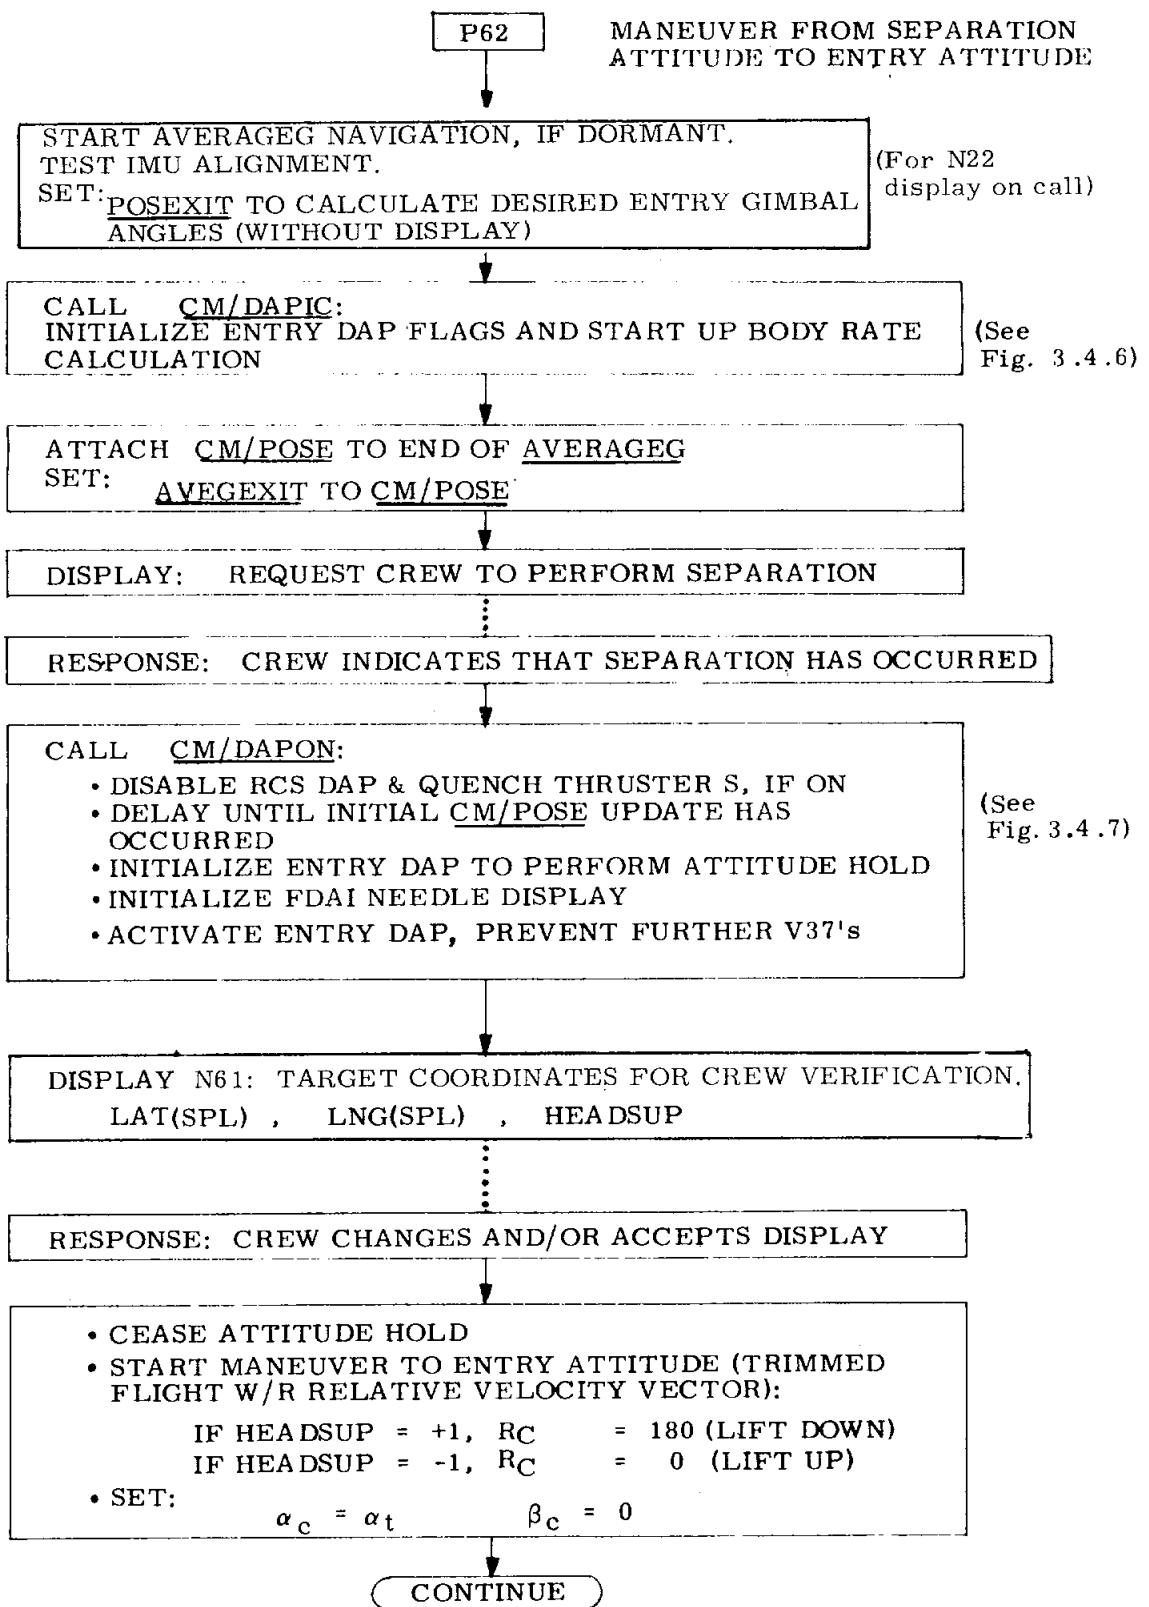 P62
MANEUVER FROM SEPARATION
ATTITUDE TO ENTRY ATTITUDE
START AVERAGEG NAVIGATION, IF DORMANT.
TEST IMU ALIGNMENT.
SET: POSEXIT TO CALCULATE DESIRED ENTRY GIMBAL
ANGLES (WITHOUT DISPLAY)
(For N22
display on call)
CALL CM/DAPIC:
INITIALIZE ENTRY DAP FLAGS AND START UP BODY RATE
CALCULATION
(See
Fig. 3.4.6)
ATTACH CM/POSE TO END OF AVERAGEG
SET: AVEGEXIT TO CM/POSE
DISPLAY: REQUEST CREW TO PERFORM SEPARATION
RESPONSE: CREW INDICATES THAT SEPARATION HAS OCCURRED
CALL CM/DAPON:
• DISABLE RCS DAP & QUENCH THRUSTER S, IF ON
• DELAY UNTIL INITIAL CM/POSE UPDATE HAS
OCCURRED
• INITIALIZE ENTRY DAP TO PERFORM ATTITUDE HOLD
• INITIALIZE FDAI NEEDLE DISPLAY
• ACTIVATE ENTRY DAP, PREVENT FURTHER V37's
(See
Fig. 3.4.7)
DISPLAY N61: TARGET COORDINATES FOR CREW VERIFICATION.
LAT(SPL) , LNG(SPL) , HEADSUP
RESPONSE: CREW CHANGES AND/OR ACCEPTS DISPLAY
• CEASE ATTITUDE HOLD
• START MANEUVER TO ENTRY ATTITUDE (TRIMMED
FLIGHT W/R RELATIVE VELOCITY VECTOR):
IF HEADSUP = +1, RC = 180 (LIFT DOWN)
IF HEADSUP = -1, RC = 0 (LIFT UP)
• SET:
αc = αt βc = 0
CONTINUE